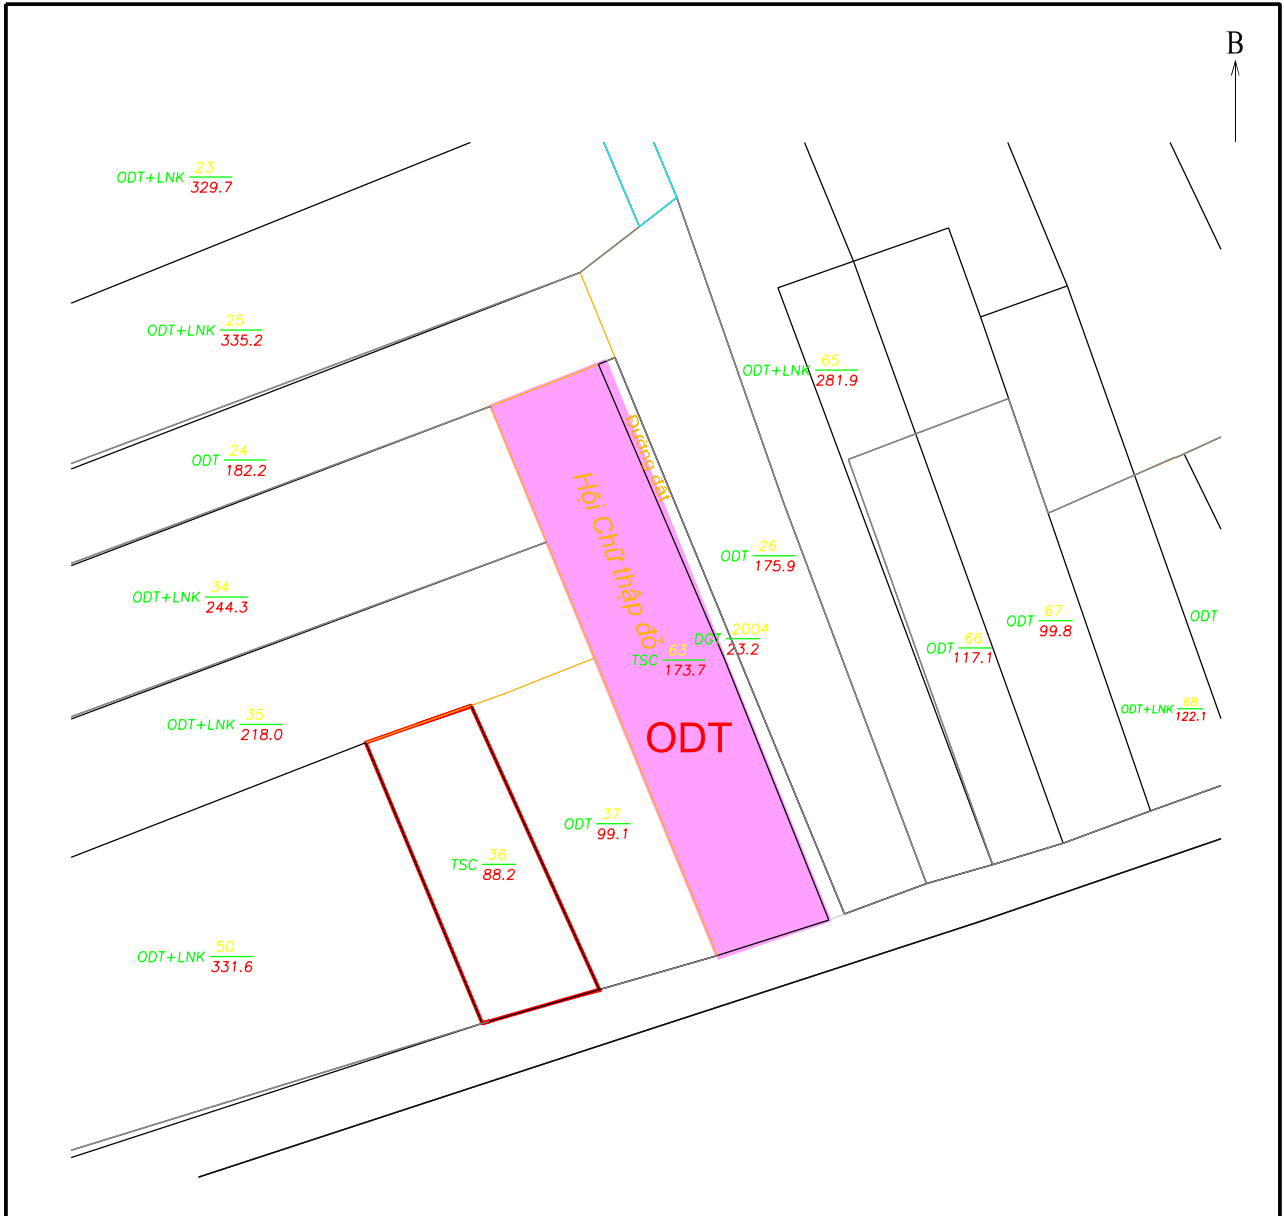 B
23
ODT+LNK
329.7
25
ODT+LNK
335.2
65
ODT+LNK
281.9
24
ODT
182.2
Đường đất
Hội Chữ thập đỏ
26
ODT
175.9
34
ODT+LNK
244.3
67
ODT
99.8
ODT
2004
DGT
23.2
63
TSC
173.7
66
ODT
117.1
35
ODT+LNK
218.0
68
ODT+LNK
122.1
ODT
37
ODT
99.1
36
TSC
88.2
50
ODT+LNK
331.6